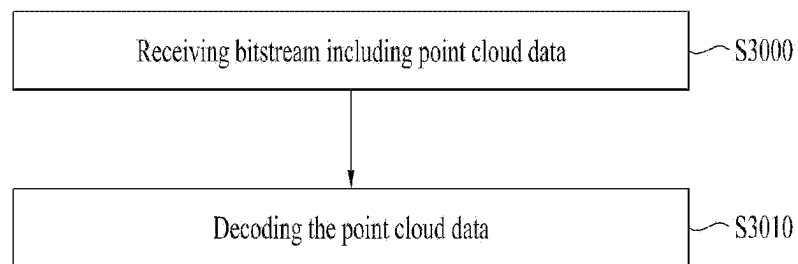 Receiving bitstream including point cloud data
S3000
Decoding the point cloud data
S3010